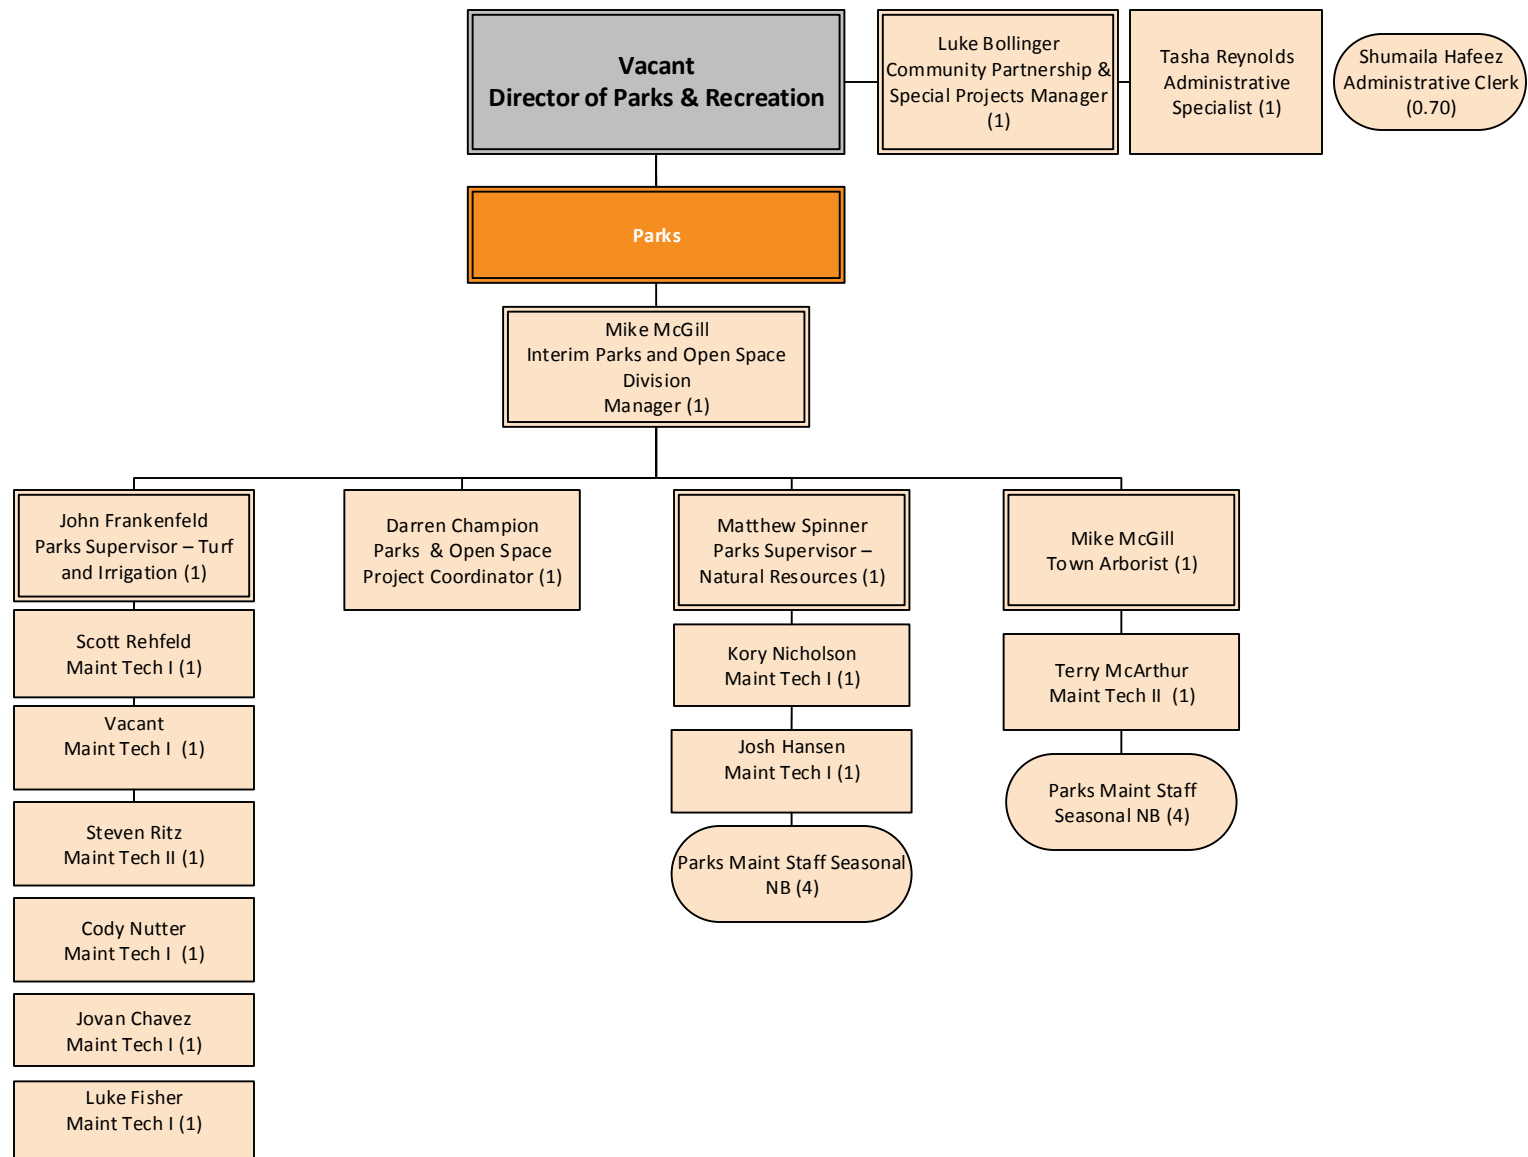 Vacant
Director of Parks & Recreation
Luke Bollinger
Community Partnership &
Special Projects Manager
(1)
Tasha Reynolds
Administrative
Specialist (1)
Shumaila Hafeez
Administrative Clerk
(0.70)
Parks
Mike McGill
Interim Parks and Open Space
Division
Manager (1)
John Frankenfeld
Parks Supervisor – Turf
and Irrigation (1)
Scott Rehfeld
Maint Tech I (1)
Vacant
Maint Tech I (1)
Steven Ritz
Maint Tech II (1)
Cody Nutter
Maint Tech I (1)
Jovan Chavez
Maint Tech I (1)
Luke Fisher
Maint Tech I (1)
Darren Champion
Parks & Open Space
Project Coordinator (1)
Matthew Spinner
Parks Supervisor –
Natural Resources (1)
Kory Nicholson
Maint Tech I (1)
Josh Hansen
Maint Tech I (1)
Parks Maint Staff Seasonal
NB (4)
Mike McGill
Town Arborist (1)
Terry McArthur
Maint Tech II (1)
Parks Maint Staff
Seasonal NB (4)